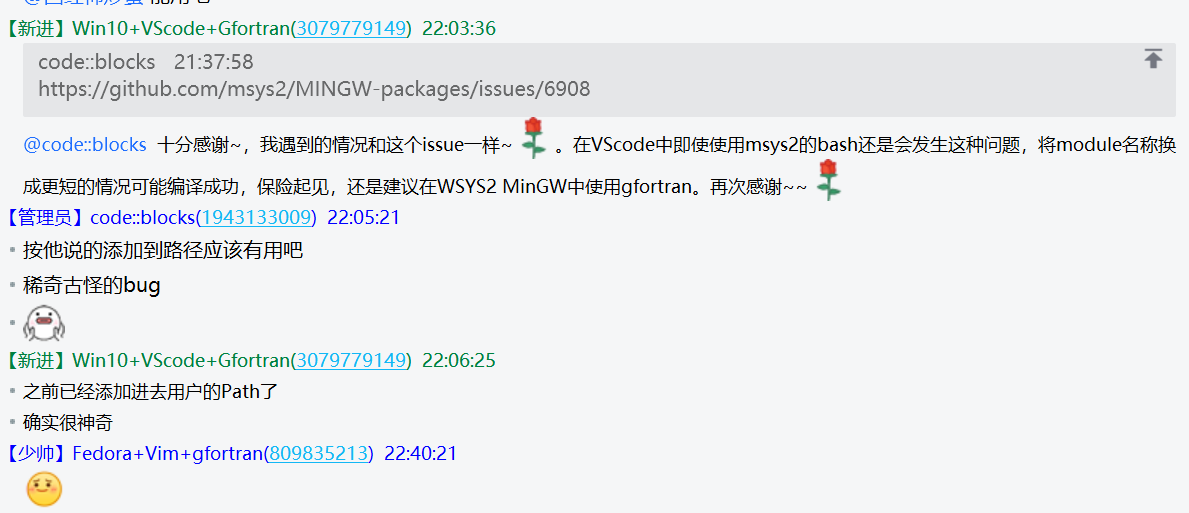 【新进】Win10+VScode+Gfortran(3079779149) 22:03:36
code::blocks 21:37:58
https://github.com/msys2/MINGW-packages/issues/6908
@code::blocks 十分感谢~，我遇到的情况和这个issue一样~ 。在VScode中即使使用msys2的bash还是会发生这种问题，将module名称换
成更短的情况可能编译成功，保险起见，还是建议在WSYS2 MinGW中使用gfortran。再次感谢~~
【管理员】code::blocks(1943133009) 22:05:21
按他说的添加到路径应该有用吧
稀奇古怪的bug
【新进】Win10+VScode+Gfortran(3079779149) 22:06:25
之前已经添加进去用户的Path了
确实很神奇
【少帅】Fedora+Vim+gfortran(809835213) 22:40:21